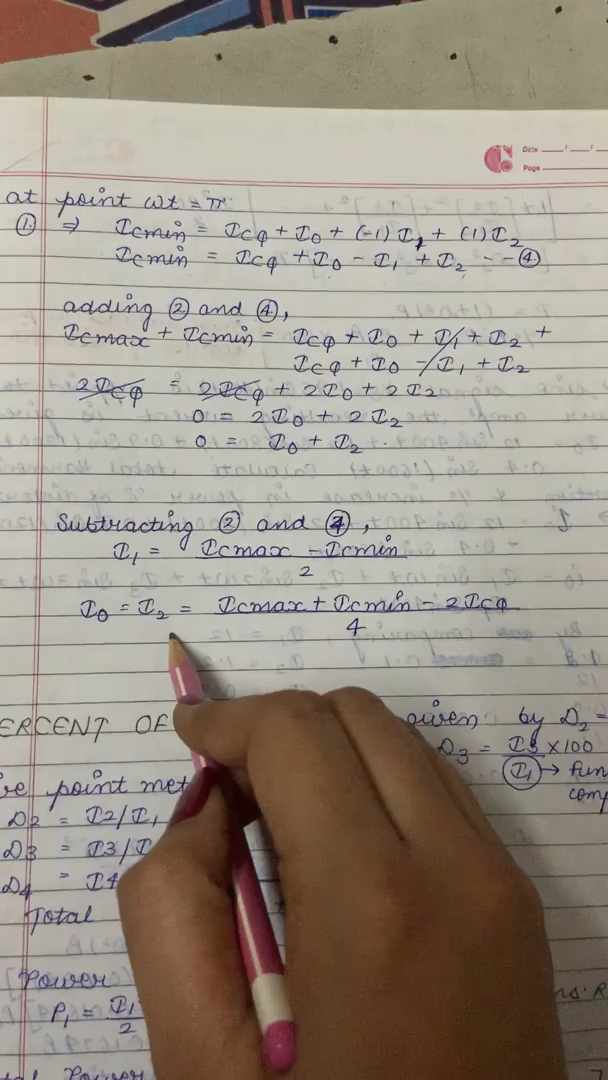 Date
Page
at point ωt = π
① ⇒ Icmin = ICQ + I0 + (-1) I1 + (1) I2
Icmin = ICQ + I0 - I1 + I2 - ④
adding ② and ④,
Icmax + Icmin = ICQ + I0 + I1 + I2 +
ICQ + I0 - I1 + I2
2ICQ = 2ICQ + 2I0 + 2I2
0 = 2I0 + 2I2
0 = I0 + I2.
Subtracting ② and ④,
I1 = Icmax - Icmin
2
I0 = I2 = Icmax + Icmin - 2ICQ
4
OF given by D2 =
D3 = I3 × 100
I1 → fun
comp
point met
D2 = I2/I1
D3 = I3/I
D4 = I4
Total
Power
P1 = I1
2
Power